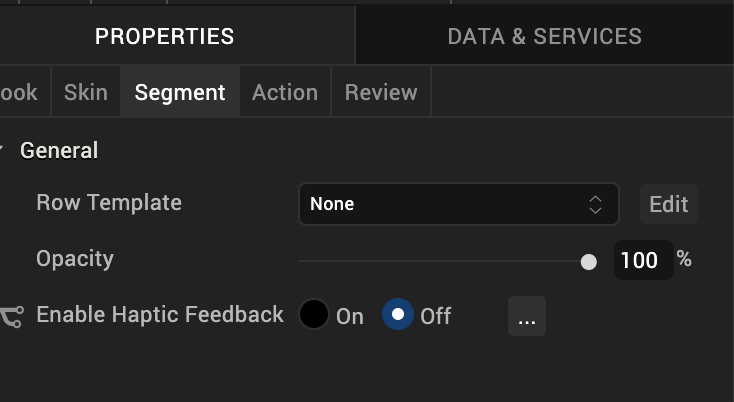 PROPERTIES DATA & SERVICES
ook Skin Segment Action Review
General
Row Template None Edit
Opacity 100 %
Enable Haptic Feedback On Off ...